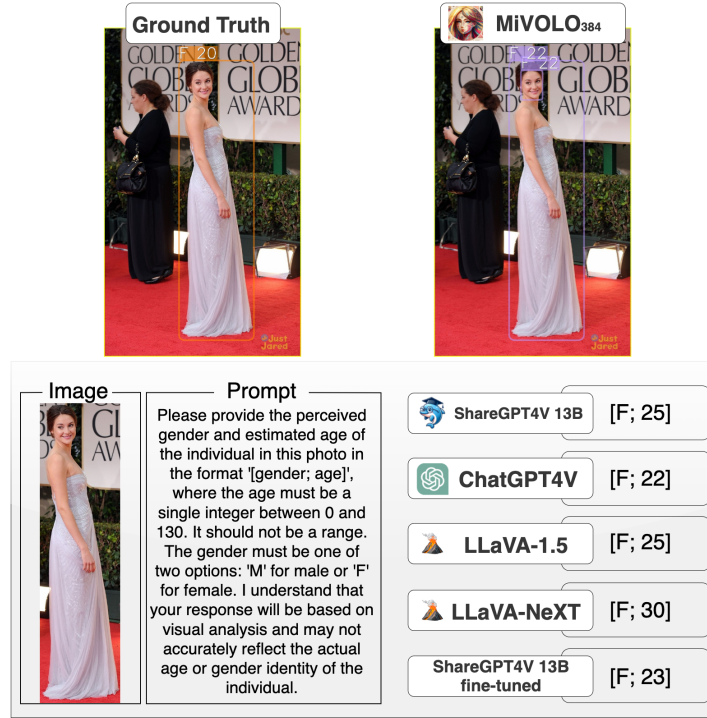 Ground Truth
MiVOLO384
F 20
GOLDEN
GLOB
AWARD
F 22
F 22
GOLDEN
GLOB
AWARD
Just
Jared
Just
Jared
Image
Prompt
Please provide the perceived
gender and estimated age of
the individual in this photo in
the format '[gender; age]',
where the age must be a
single integer between 0 and
130. It should not be a range.
The gender must be one of
two options: 'M' for male or 'F'
for female. I understand that
your response will be based on
visual analysis and may not
accurately reflect the actual
age or gender identity of the
individual.
ShareGPT4V 13B
[F; 25]
ChatGPT4V
[F; 22]
LLaVA-1.5
[F; 25]
LLaVA-NeXT
[F; 30]
ShareGPT4V 13B
fine-tuned
[F; 23]